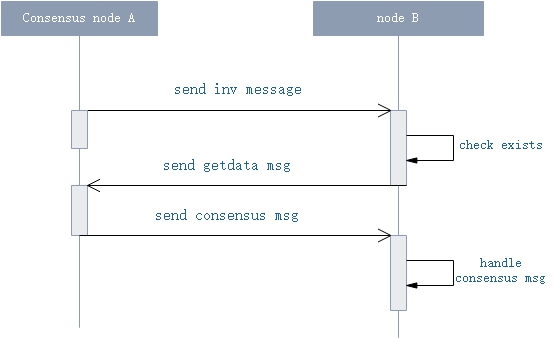 Consensus node A
node B
send inv message
check exists
send getdata msg
send consensus msg
handle
consensus msg